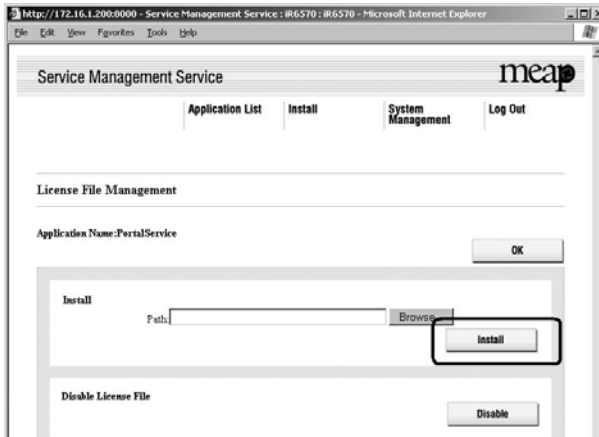 http://172.16.1.200:0000 - Service Management Service : iR6570 : iR6570 - Microsoft Internet Explorer
File Edit View Favorites Tools Help
Service Management Service
meap
Application List Install System Management Log Out
License File Management
Application Name:PortalService
OK
Install
Path: Browse...
Install
Disable License File
Disable